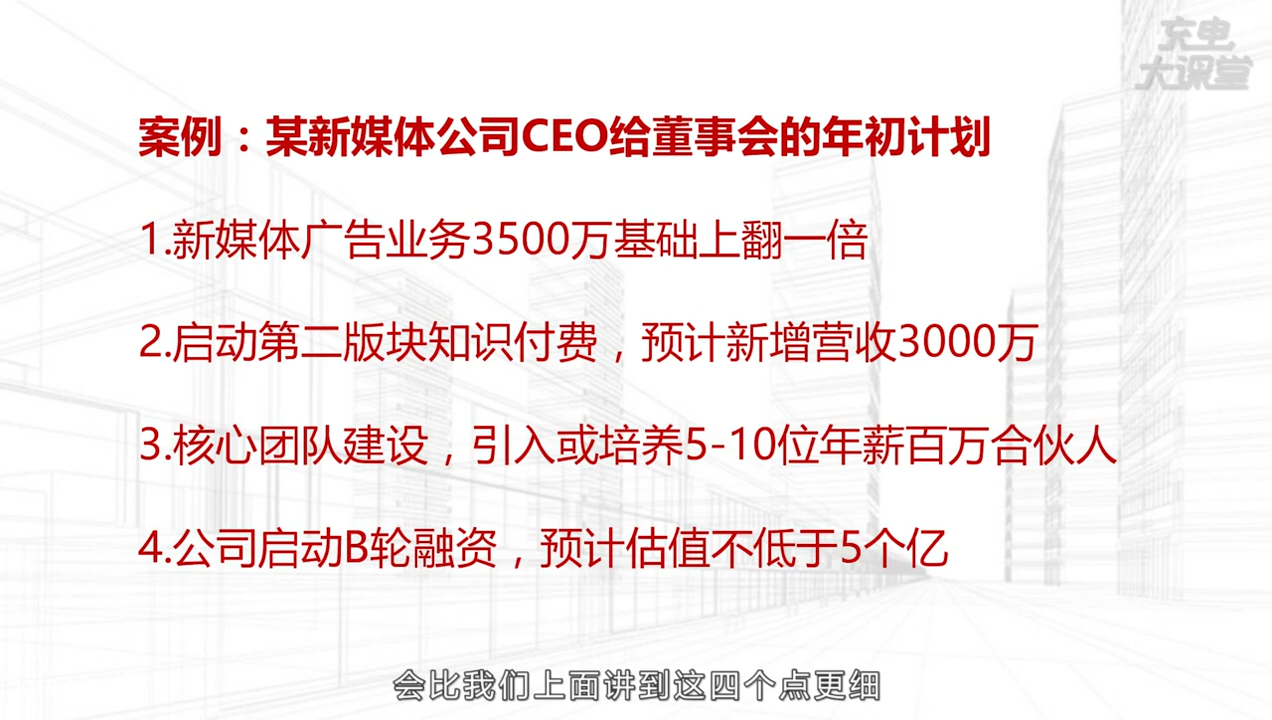 充电
大课堂
案例：某新媒体公司CEO给董事会的年初计划
1.新媒体广告业务3500万基础上翻一倍
2.启动第二版块知识付费，预计新增营收3000万
3.核心团队建设，引入或培养5-10位年薪百万合伙人
4.公司启动B轮融资，预计估值不低于5个亿
会比我们上面讲到这四个点更细